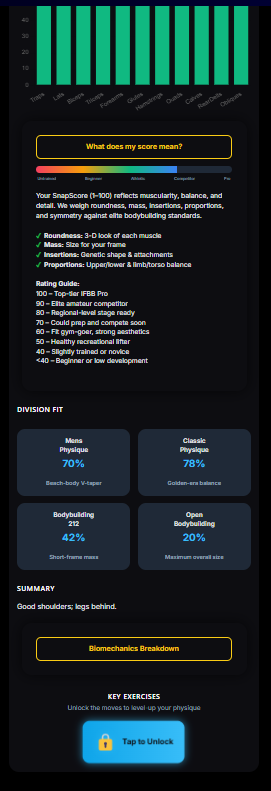 40
30
20
10
0
Traps
Lats
Biceps
Triceps
Forearms
Glutes
Hamstrings
Quads
Calves
Rear Delts
Obliques
What does my score mean?
Untrained Beginner Athletic Competitor Pro
Your SnapScore (1–100) reflects muscularity, balance, and
detail. We weigh roundness, mass, insertions, proportions,
and symmetry against elite bodybuilding standards.
✓ Roundness: 3-D look of each muscle
✓ Mass: Size for your frame
✓ Insertions: Genetic shape & attachments
✓ Proportions: Upper/lower & limb/torso balance
Rating Guide:
100 – Top-tier IFBB Pro
90 – Elite amateur competitor
80 – Regional-level stage ready
70 – Could prep and compete soon
60 – Fit gym-goer, strong aesthetics
50 – Healthy recreational lifter
40 – Slightly trained or novice
<40 – Beginner or low development
DIVISION FIT
Mens
Physique
70%
Beach-body V-taper
Classic
Physique
78%
Golden-era balance
Bodybuilding
212
42%
Short-frame mass
Open
Bodybuilding
20%
Maximum overall size
SUMMARY
Good shoulders; legs behind.
Biomechanics Breakdown
KEY EXERCISES
Unlock the moves to level-up your physique
Tap to Unlock